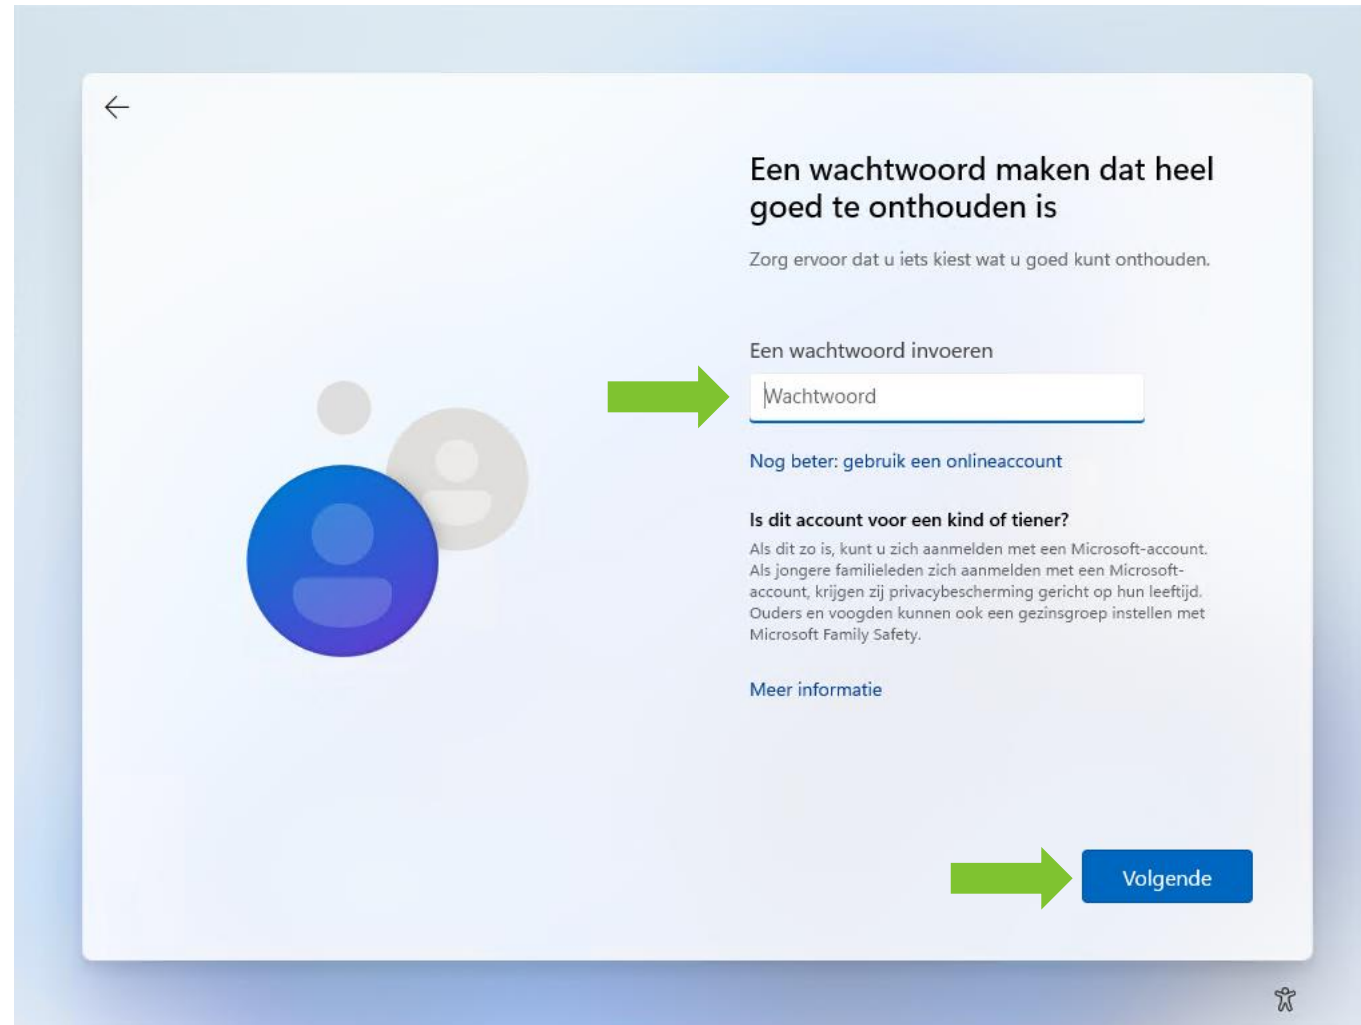 Een wachtwoord maken dat heel
goed te onthouden is
Zorg ervoor dat u iets kiest wat u goed kunt onthouden.
Een wachtwoord invoeren
Wachtwoord
Nog beter: gebruik een onlineaccount
Is dit account voor een kind of tiener?
Als dit zo is, kunt u zich aanmelden met een Microsoft-account.
Als jongere familieleden zich aanmelden met een Microsoft-
account, krijgen zij privacybescherming gericht op hun leeftijd.
Ouders en voogden kunnen ook een gezinsgroep instellen met
Microsoft Family Safety.
Meer informatie
Volgende